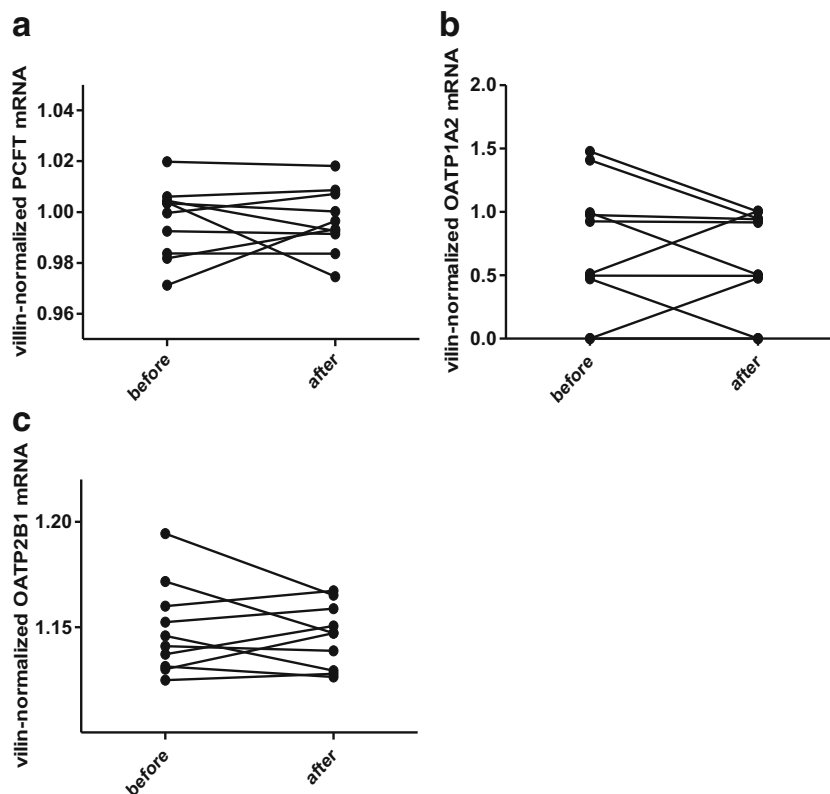 a
villin-normalized PCFT mRNA
1.04
1.02
1.00
0.98
0.96
before
after
b
vilin-normalized OATP1A2 mRNA
2.0
1.5
1.0
0.5
0.0
before
after
c
vilin-normalized OATP2B1 mRNA
1.20
1.15
before
after